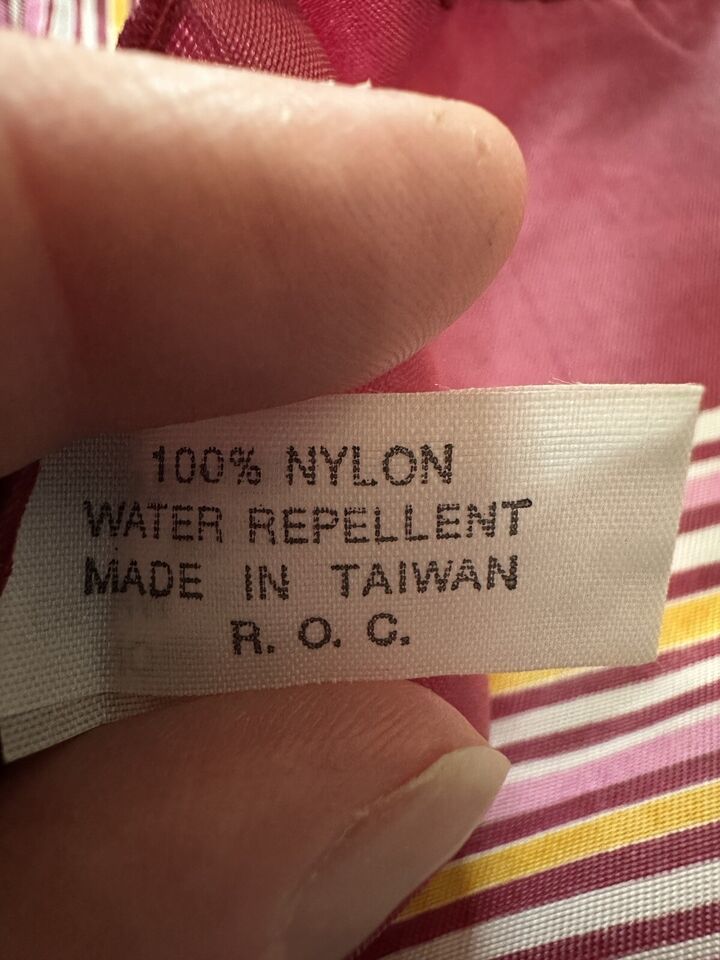 100% NYLON
WATER REPELLENT
MADE IN TAIWAN
R. O. C.